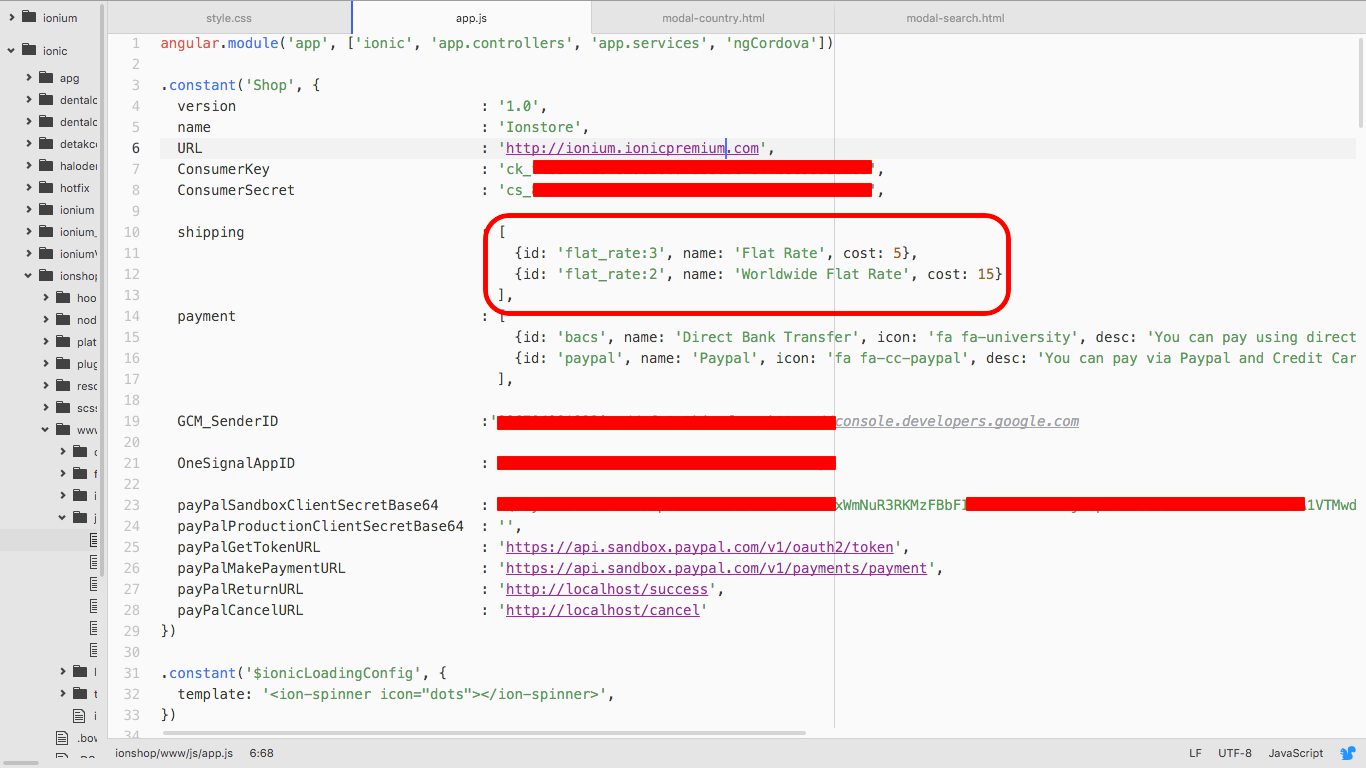 style.css app.js modal-country.html modal-search.html
ionium
ionic
apg
dentalc
dentalc
detakco
haloder
hotfix
ionium
ionium_
ioniumV
ionshop
hoo
nod
plat
plug
reso
scss
www
j
.bow
1 angular.module('app', ['ionic', 'app.controllers', 'app.services', 'ngCordova'])
2
3 .constant('Shop', {
4 version : '1.0',
5 name : 'Ionstore',
6 URL : 'http://ionium.ionicpremium.com',
7 ConsumerKey : 'ck_ ',
8 ConsumerSecret : 'cs_ ',
9
10 shipping : [
11 {id: 'flat_rate:3', name: 'Flat Rate', cost: 5},
12 {id: 'flat_rate:2', name: 'Worldwide Flat Rate', cost: 15}
13 ],
14 payment : [
15 {id: 'bacs', name: 'Direct Bank Transfer', icon: 'fa fa-university', desc: 'You can pay using direct
16 {id: 'paypal', name: 'Paypal', icon: 'fa fa-cc-paypal', desc: 'You can pay via Paypal and Credit Car
17 ],
18
19 GCM_SenderID :' console.developers.google.com
20
21 OneSignalAppID :
22
23 payPalSandboxClientSecretBase64 : xWmNuR3RKMzFBbFI 1VTMwd
24 payPalProductionClientSecretBase64 : '',
25 payPalGetTokenURL : 'https://api.sandbox.paypal.com/v1/oauth2/token',
26 payPalMakePaymentURL : 'https://api.sandbox.paypal.com/v1/payments/payment',
27 payPalReturnURL : 'http://localhost/success',
28 payPalCancelURL : 'http://localhost/cancel'
29 })
30
31 .constant('$ionicLoadingConfig', {
32 template: '<ion-spinner icon="dots"></ion-spinner>',
33 })
34
ionshop/www/js/app.js 6:68 LF UTF-8 JavaScript